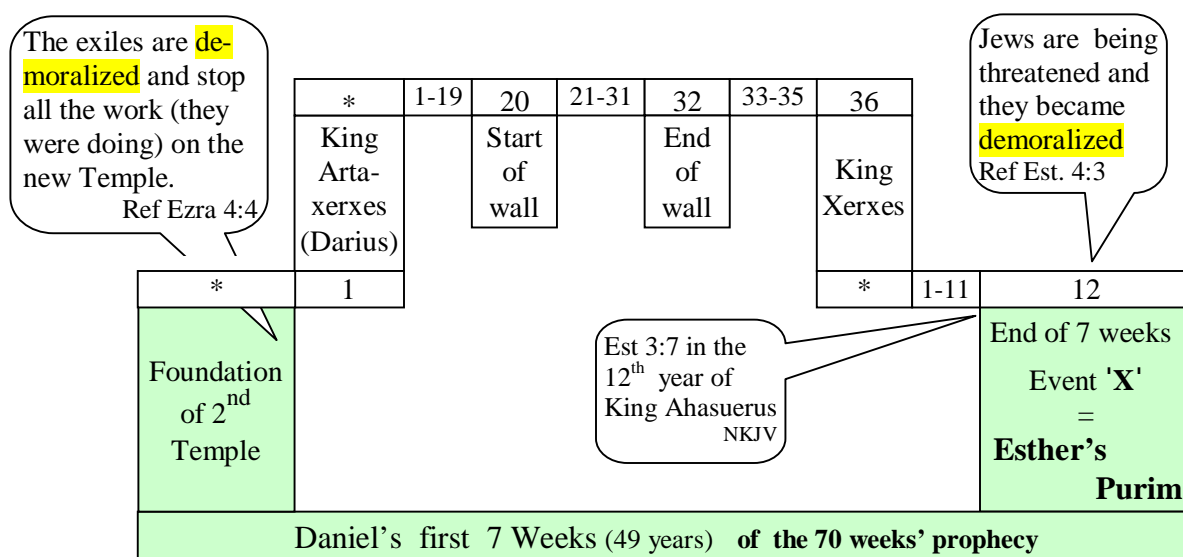 The exiles are de-
moralized and stop
all the work (they
were doing) on the
new Temple.
Ref Ezra 4:4
Jews are being
threatened and
they became
demoralized
Ref Est. 4:3
* 1-19 20 21-31 32 33-35 36
King
Arta-
xerxes
(Darius)
Start
of
wall
End
of
wall
King
Xerxes
* 1 * 1-11 12
Foundation
of 2nd
Temple
Est 3:7 in the
12th year of
King Ahasuerus
NKJV
End of 7 weeks
Event 'X'
=
Esther's
Purim
Daniel's first 7 Weeks (49 years) of the 70 weeks' prophecy